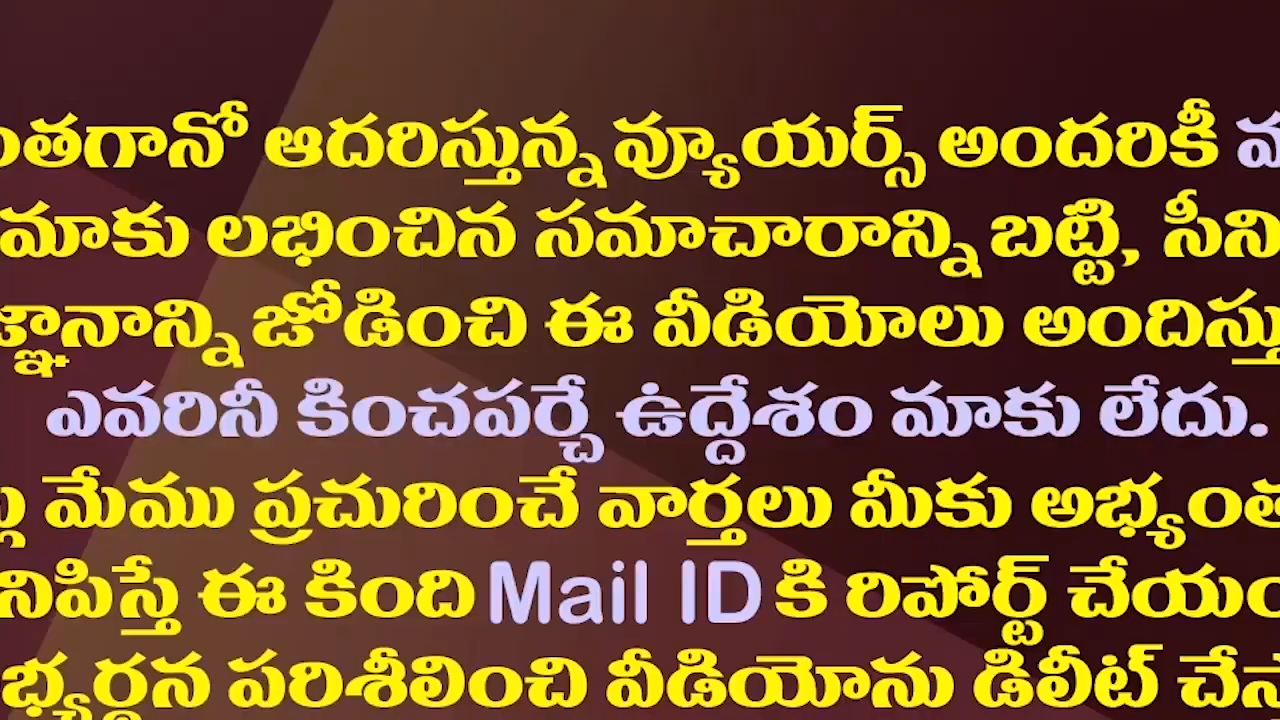 ఆదరిస్తున్న వ్యూయర్స్ అందరికీ
మాకు లభించిన సమాచారాన్ని బట్టి,
జోడించి ఈ వీడియోలు
ఎవరినీ కించపర్చే ఉద్దేశం మాకు లేదు.
మేము ప్రచురించే వార్తలు మీకు
ఈ కింది Mail ID కి రిపోర్ట్
పరిశీలించి వీడియోను డిలీట్